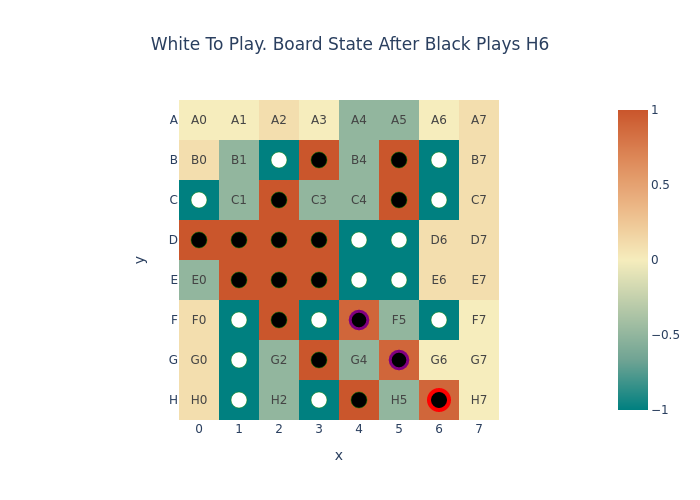 White To Play. Board State After Black Plays H6
A A0 A1 A2 A3 A4 A5 A6 A7
B B0 B1 B4 B7
C C1 C3 C4 C7
D D6 D7
E E0 E6 E7
F F0 F5 F7
G G0 G2 G4 G6 G7
H H0 H2 H5 H7
0 1 2 3 4 5 6 7
x
y
1
0.5
0
−0.5
−1